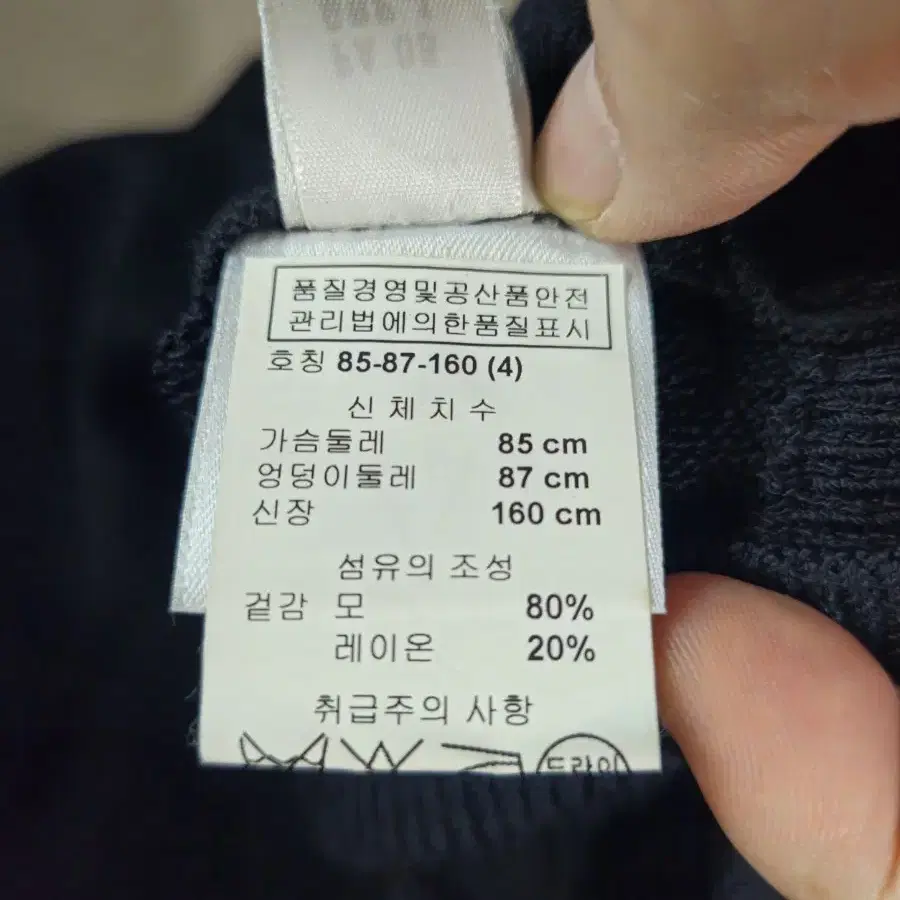 품질경영및공산품안전
관리법에의한품질표시
호칭 85-87-160 (4)
신체치수
가슴둘레 85 cm
엉덩이둘레 87 cm
신장 160 cm
섬유의 조성
겉감 모 80%
레이온 20%
취급주의 사항
드라이